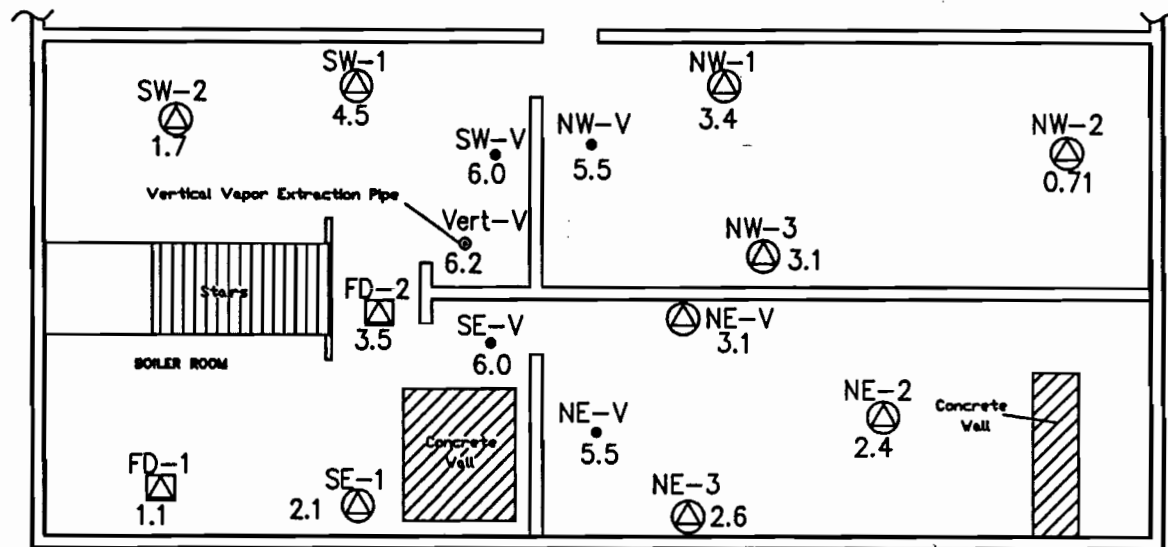 SW-1
NW-1
SW-2
4.5
3.4
1.7
SW-V
NW-V
NW-2
6.0
5.5
0.71
Vertical Vapor Extraction Pipe
Vert-V
6.2
NW-3
3.1
Stairs
FD-2
3.5
SE-V
6.0
NE-V
3.1
BOILER ROOM
NE-2
2.4
Concrete
Wall
NE-V
5.5
Concrete
Wall
FD-1
1.1
SE-1
2.1
NE-3
2.6